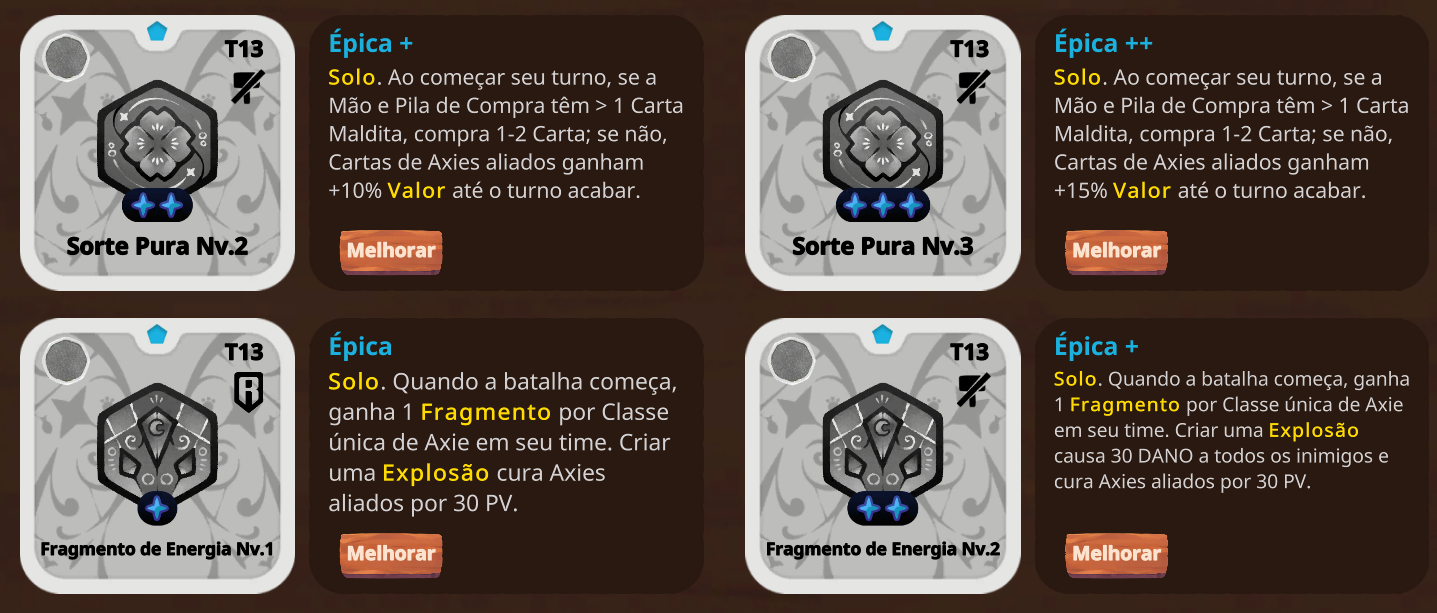 T13
Sorte Pura Nv.2
Épica +
Solo. Ao começar seu turno, se a
Mão e Pila de Compra têm > 1 Carta
Maldita, compra 1-2 Carta; se não,
Cartas de Axies aliados ganham
+10% Valor até o turno acabar.
Melhorar
T13
Sorte Pura Nv.3
Épica ++
Solo. Ao começar seu turno, se a
Mão e Pila de Compra têm > 1 Carta
Maldita, compra 1-2 Carta; se não,
Cartas de Axies aliados ganham
+15% Valor até o turno acabar.
Melhorar
T13
R
Fragmento de Energia Nv.1
Épica
Solo. Quando a batalha começa,
ganha 1 Fragmento por Classe
única de Axie em seu time. Criar
uma Explosão cura Axies
aliados por 30 PV.
Melhorar
T13
Fragmento de Energia Nv.2
Épica +
Solo. Quando a batalha começa, ganha
1 Fragmento por Classe única de Axie
em seu time. Criar uma Explosão
causa 30 DANO a todos os inimigos e
cura Axies aliados por 30 PV.
Melhorar